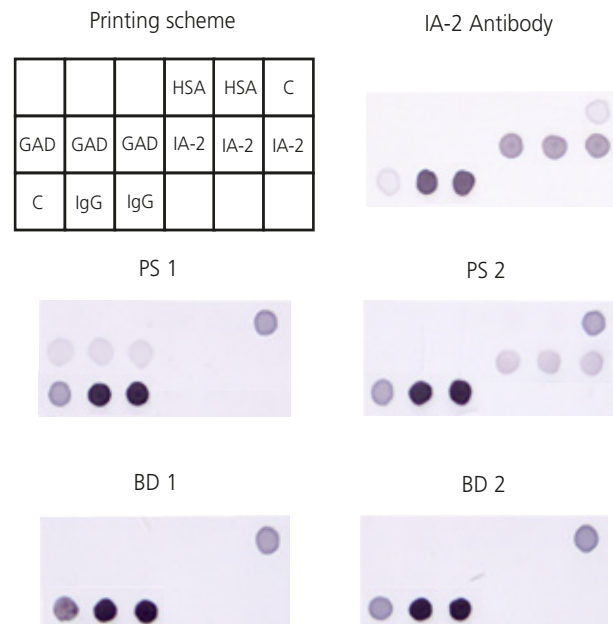 Printing scheme
IA-2 Antibody
HSA HSA C
GAD GAD GAD IA-2 IA-2 IA-2
C IgG IgG
PS 1
PS 2
BD 1
BD 2